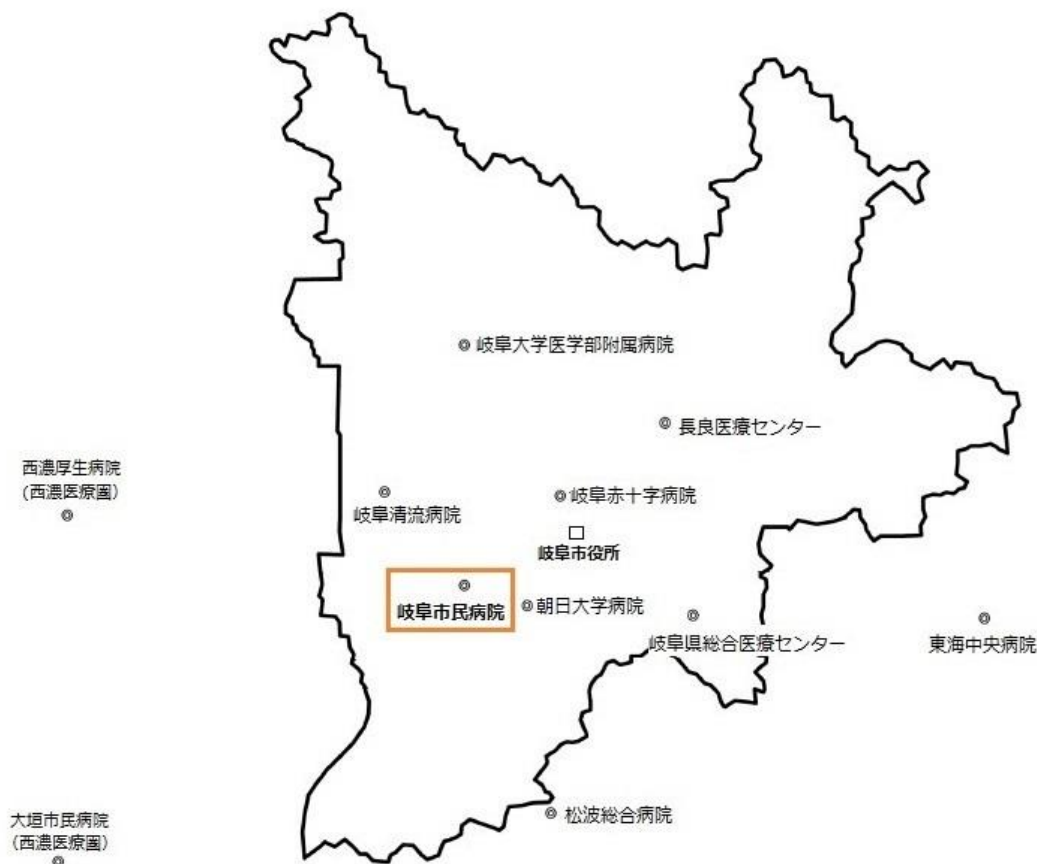 岐阜大学医学部附属病院
長良医療センター
西濃厚生病院
(西濃医療圏)
岐阜清流病院
岐阜赤十字病院
岐阜市役所
岐阜市民病院
朝日大学病院
岐阜県総合医療センター
東海中央病院
松波総合病院
大垣市民病院
(西濃医療圏)